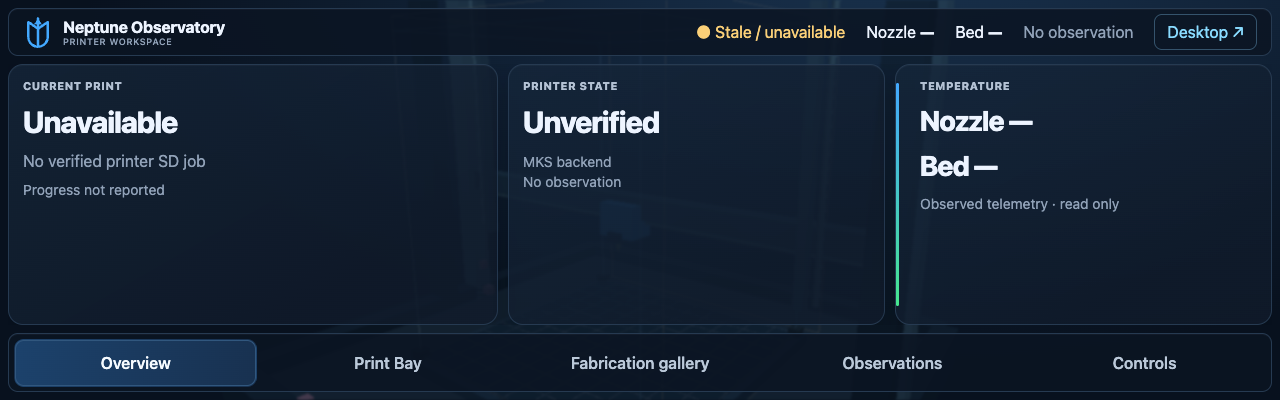 Neptune Observatory
PRINTER WORKSPACE
Stale / unavailable
Nozzle —
Bed —
No observation
Desktop ↗
CURRENT PRINT
Unavailable
No verified printer SD job
Progress not reported
PRINTER STATE
Unverified
MKS backend
No observation
TEMPERATURE
Nozzle —
Bed —
Observed telemetry · read only
Overview
Print Bay
Fabrication gallery
Observations
Controls